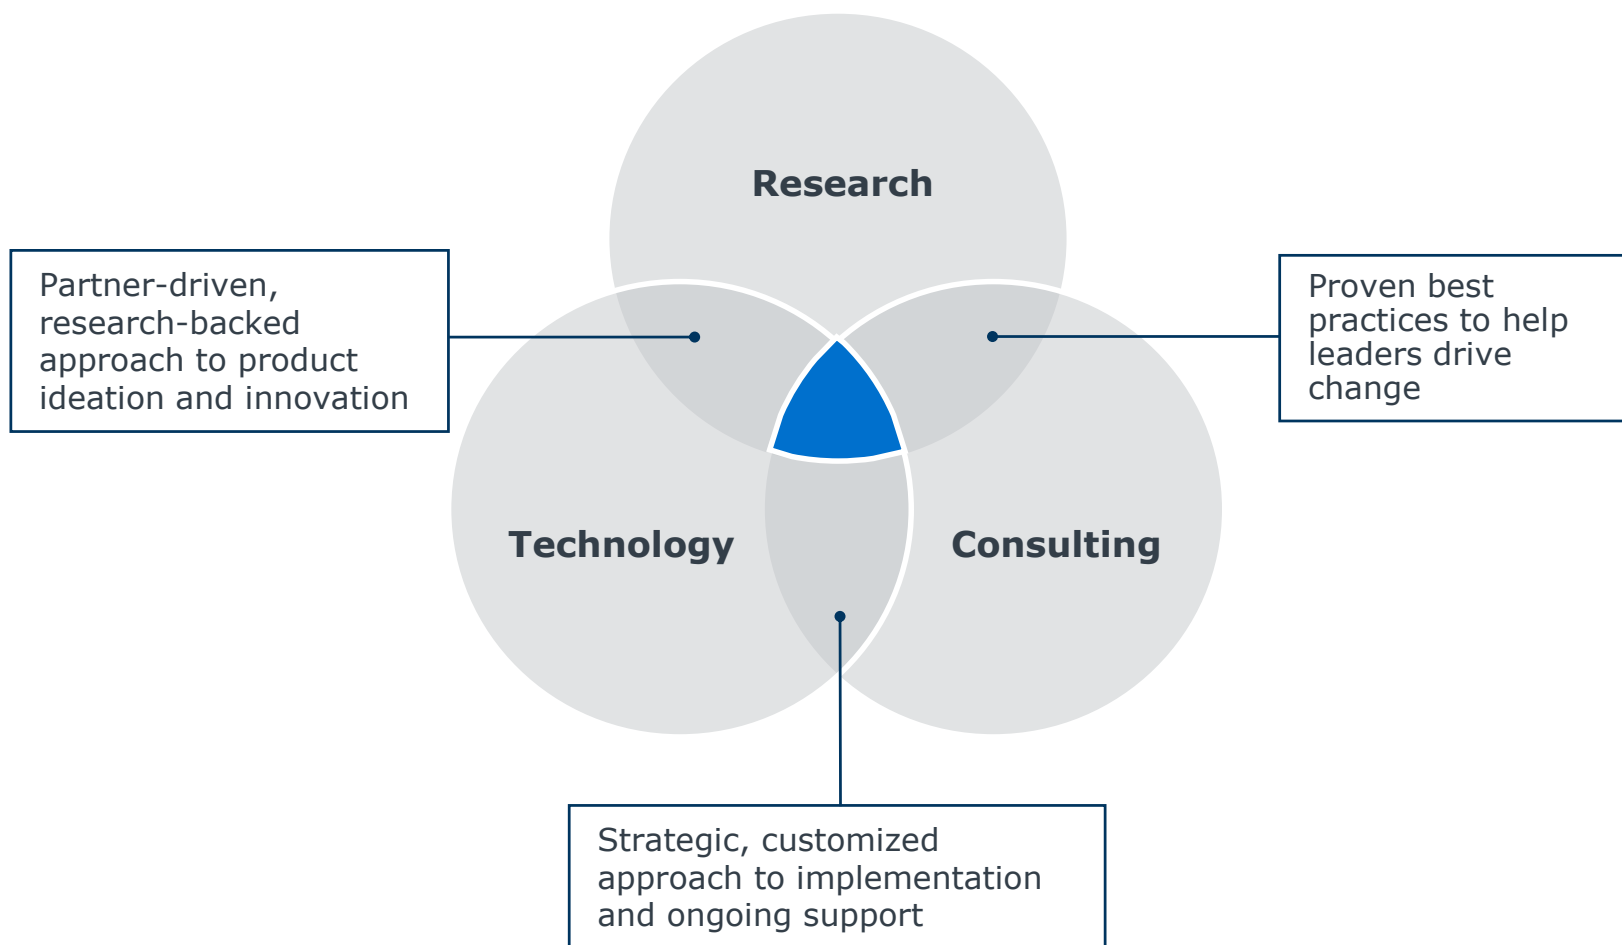 Research
Partner-driven,
research-backed
approach to product
ideation and innovation
Proven best
practices to help
leaders drive
change
Technology
Consulting
Strategic, customized
approach to implementation
and ongoing support